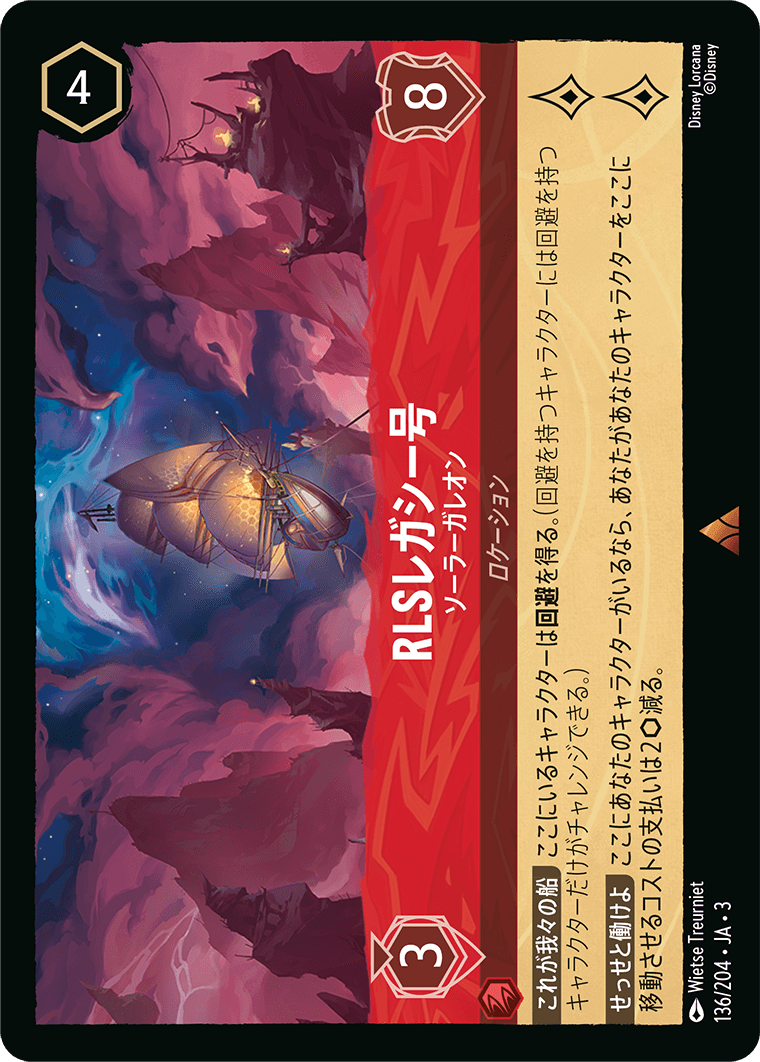 4
RLSレガシー号
ソーラーガレオン
3
8
ロケーション
これが我々の船 ここにいるキャラクターは回避を得る。(回避を持つキャラクターには回避を持つ
キャラクターだけがチャレンジできる。)
せっせと働けよ ここにあなたのキャラクターがいるなら、あなたがあなたのキャラクターをここに
移動させるコストの支払いは2⬡減る。
Wietse Treurniet
136/204・JA・3
Disney Lorcana
©Disney